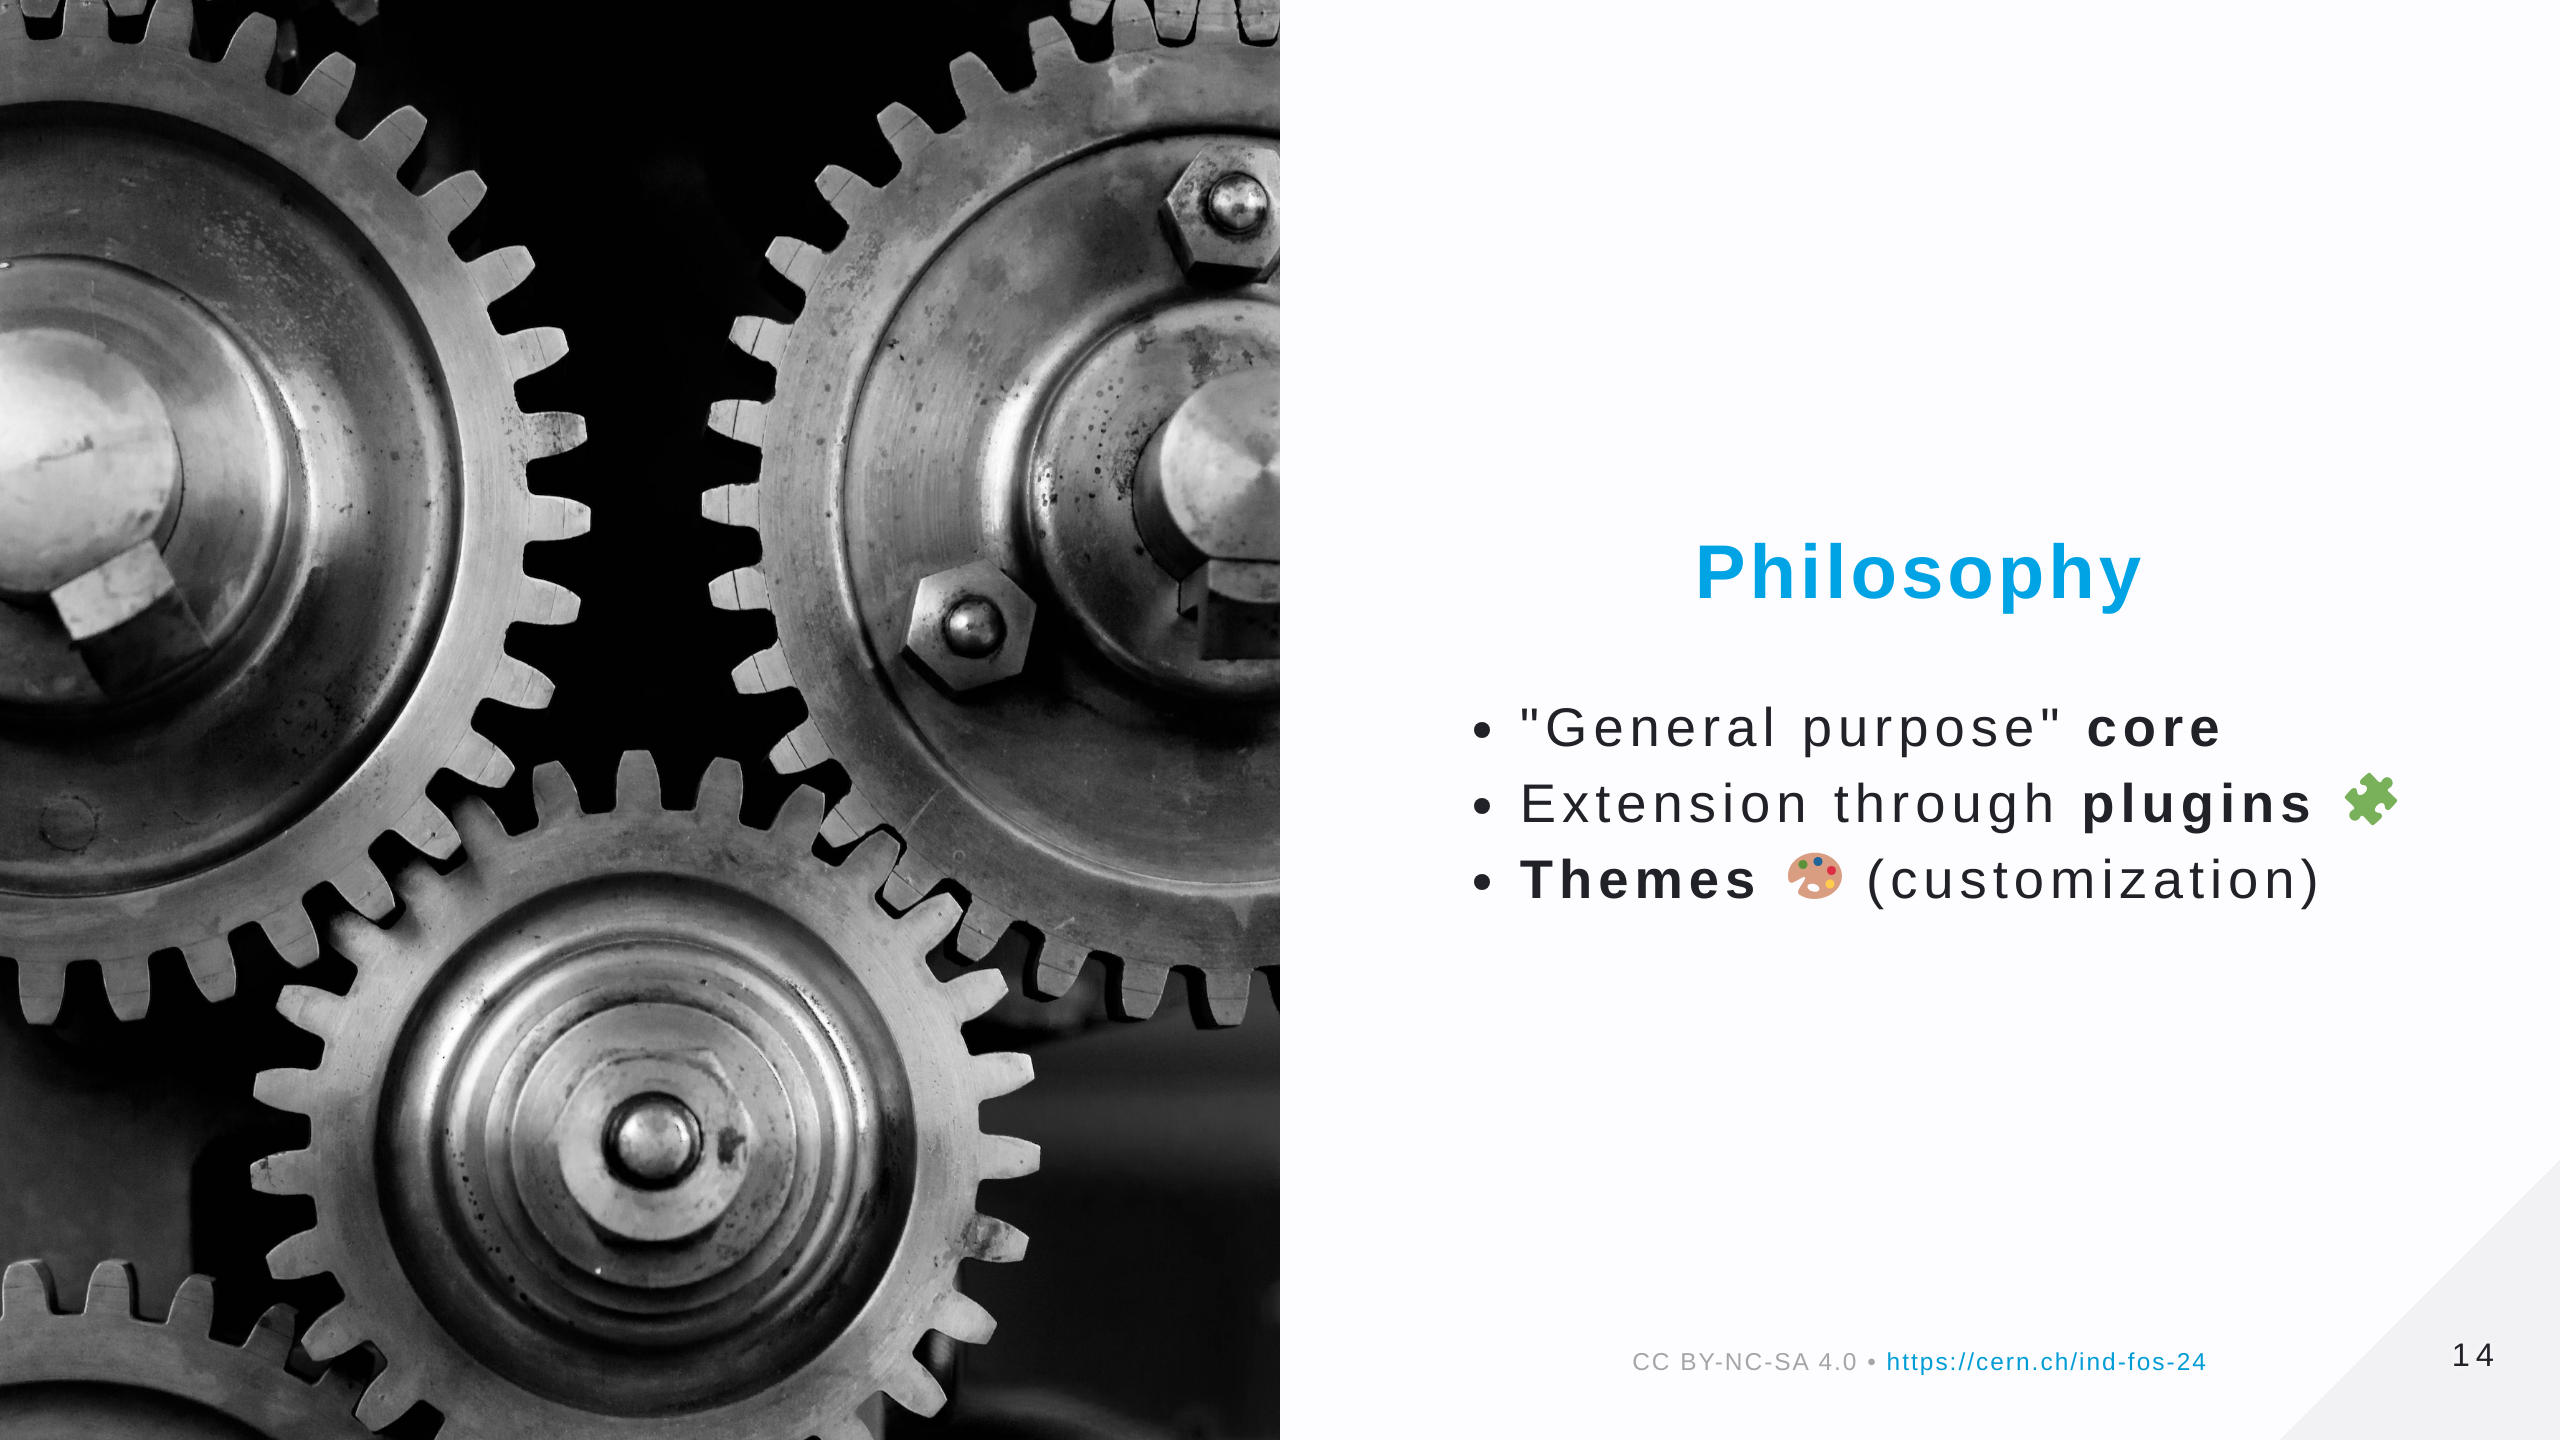 Philosophy
• "General purpose" core
• Extension through plugins 🧩
• Themes 🎨 (customization)
CC BY-NC-SA 4.0 • https://cern.ch/ind-fos-24
14